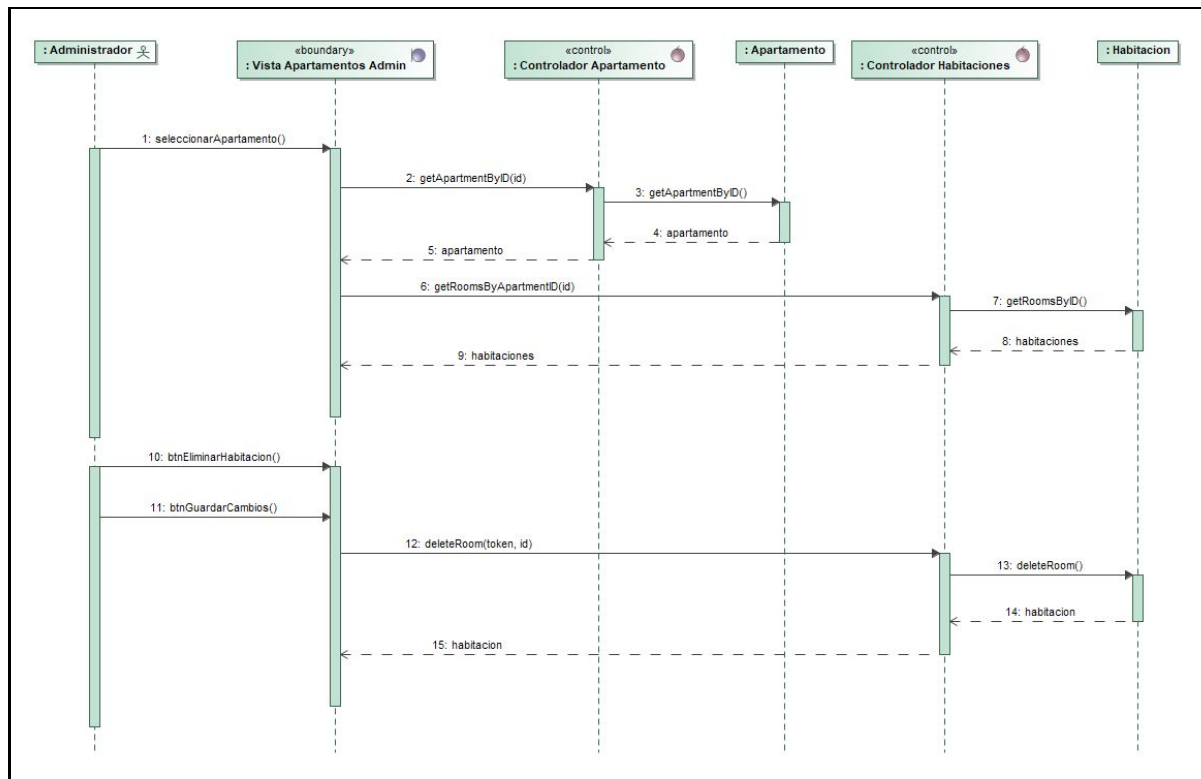 : Administrador
«boundary»
: Vista Apartamentos Admin
«control»
: Controlador Apartamento
: Apartamento
«control»
: Controlador Habitaciones
: Habitacion
1: seleccionarApartamento()
2: getApartmentByID(id)
3: getApartmentByID()
4: apartamento
5: apartamento
6: getRoomsByApartmentID(id)
7: getRoomsByID()
8: habitaciones
9: habitaciones
10: btnEliminarHabitacion()
11: btnGuardarCambios()
12: deleteRoom(token, id)
13: deleteRoom()
14: habitacion
15: habitacion